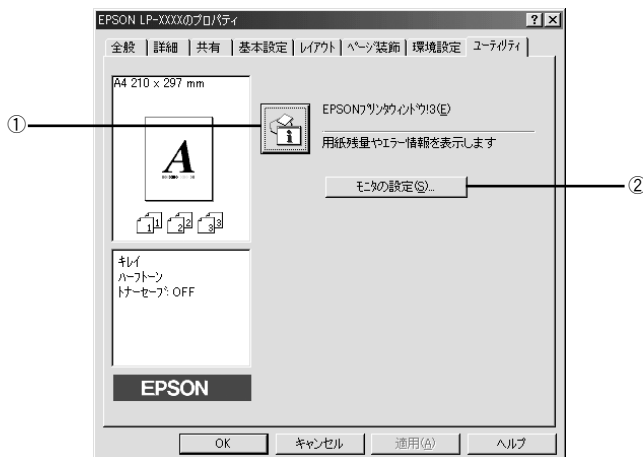 EPSON LP-XXXXのプロパティ
全般 詳細 共有 基本設定 レイアウト ページ装飾 環境設定 ユーティリティ
A4 210 x 297 mm
①
EPSONプリンタウィンドウ!3(E)
用紙残量やエラー情報を表示します
A
モニタの設定(S)...
②
1 1 2 2 3 3
キレイ
ハーフトーン
トナーセーブ: OFF
EPSON
OK キャンセル 適用(A) ヘルプ